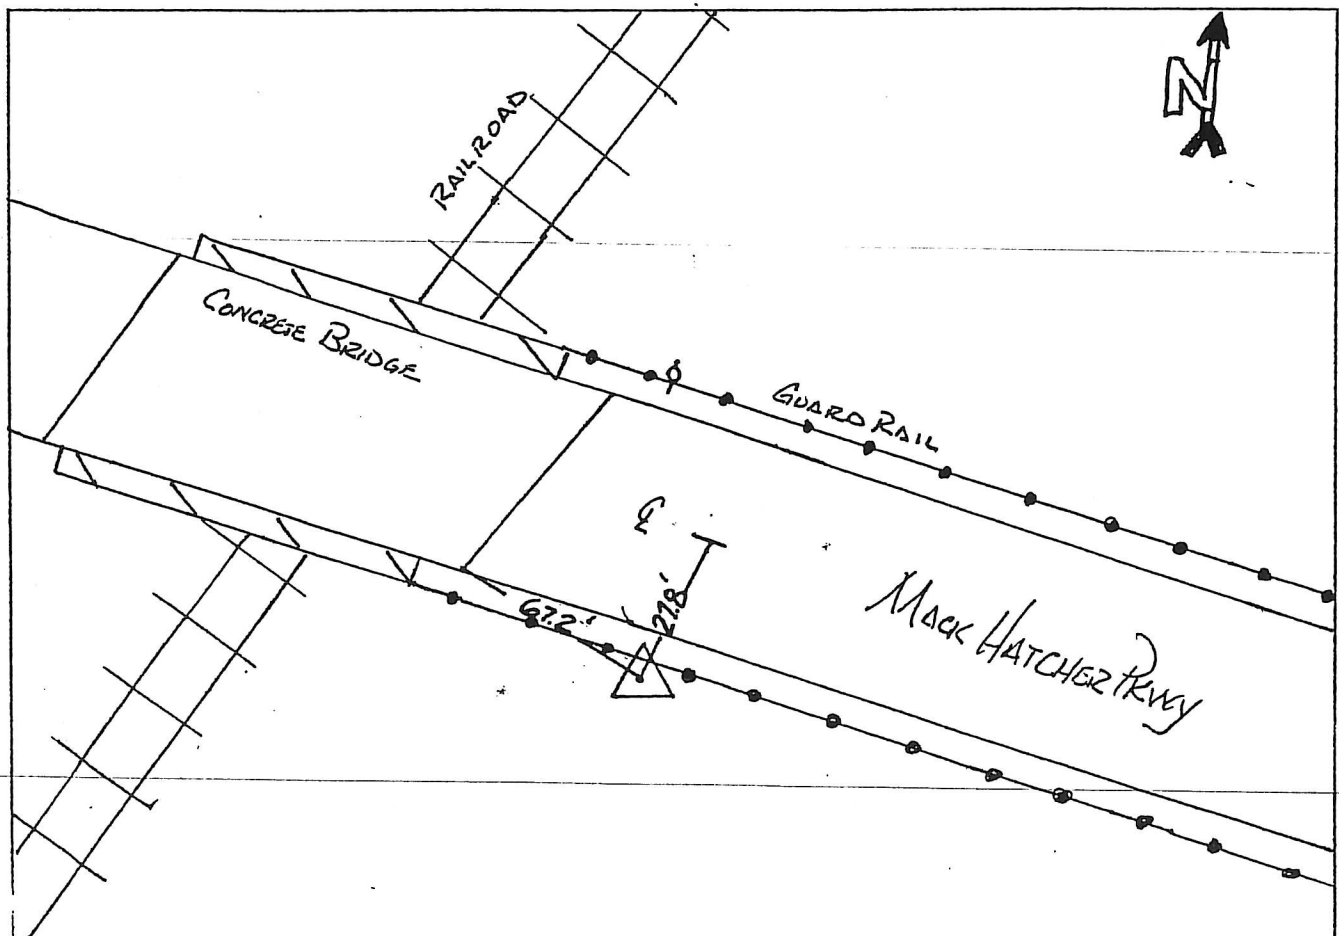 N
RAILROAD
CONCRETE BRIDGE
GUARD RAIL
℄
67.2'
27.8'
MACK HATCHER PKWY